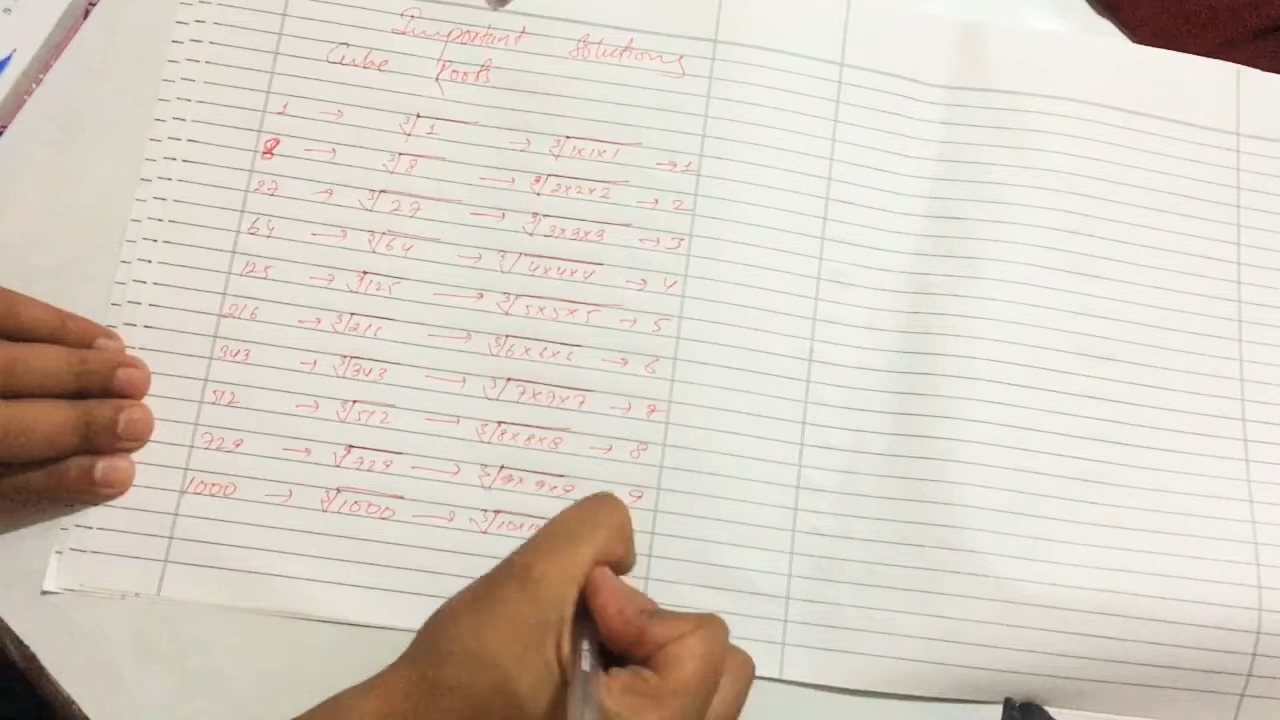 Important Solutions
Cube Roots
1 → ∛1 → ∛1×1×1 → 1
8 → ∛8 → ∛2×2×2 → 2
27 → ∛27 → ∛3×3×3 → 3
64 → ∛64 → ∛4×4×4 → 4
125 → ∛125 → ∛5×5×5 → 5
216 → ∛216 → ∛6×6×6 → 6
343 → ∛343 → ∛7×7×7 → 7
512 → ∛512 → ∛8×8×8 → 8
729 → ∛729 → ∛9×9×9 → 9
1000 → ∛1000 → ∛10×10